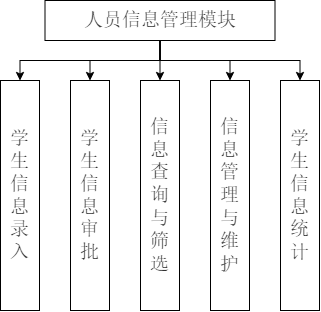 人员信息管理模块
学生信息录入
学生信息审批
信息查询与筛选
信息管理与维护
学生信息统计